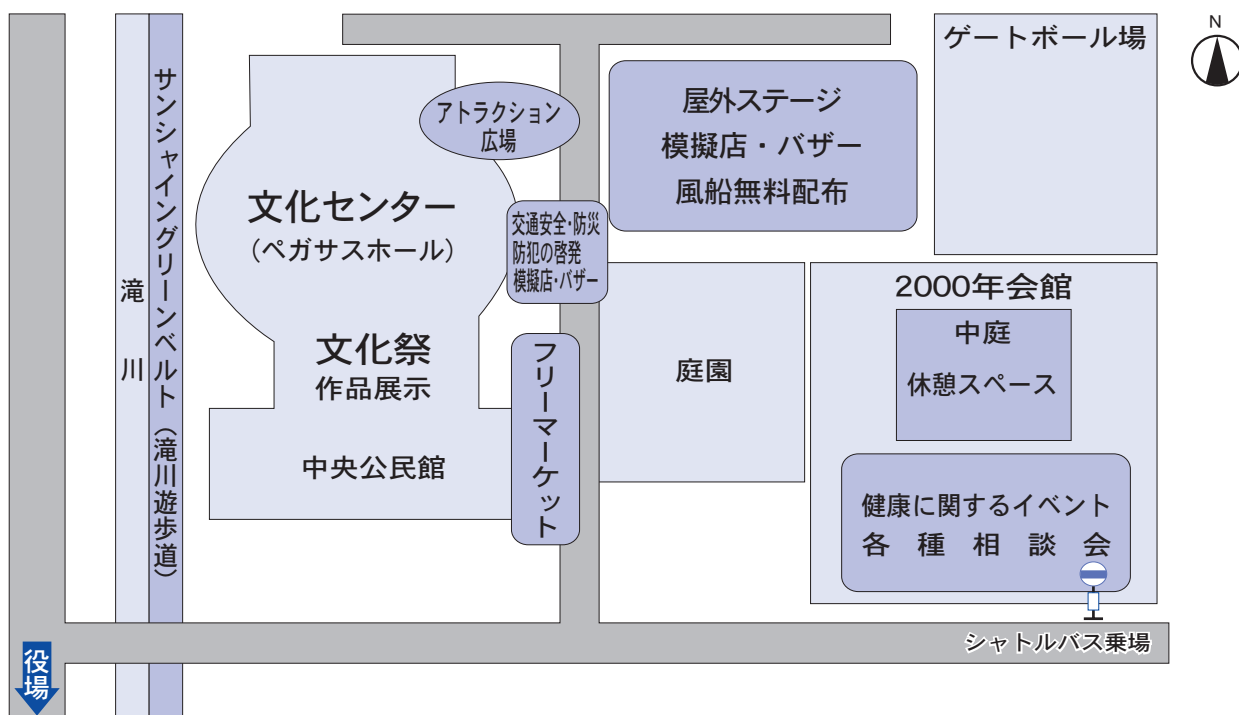 N
ゲートボール場
屋外ステージ
模擬店・バザー
風船無料配布
アトラクション
広場
文化センター
（ペガサスホール）
交通安全・防災
防犯の啓発
模擬店・バザー
滝川
サンシャイングリーンベルト（滝川遊歩道）
文化祭
作品展示
中央公民館
フリーマーケット
庭園
2000年会館
中庭
休憩スペース
健康に関するイベント
各種相談会
シャトルバス乗場
役場